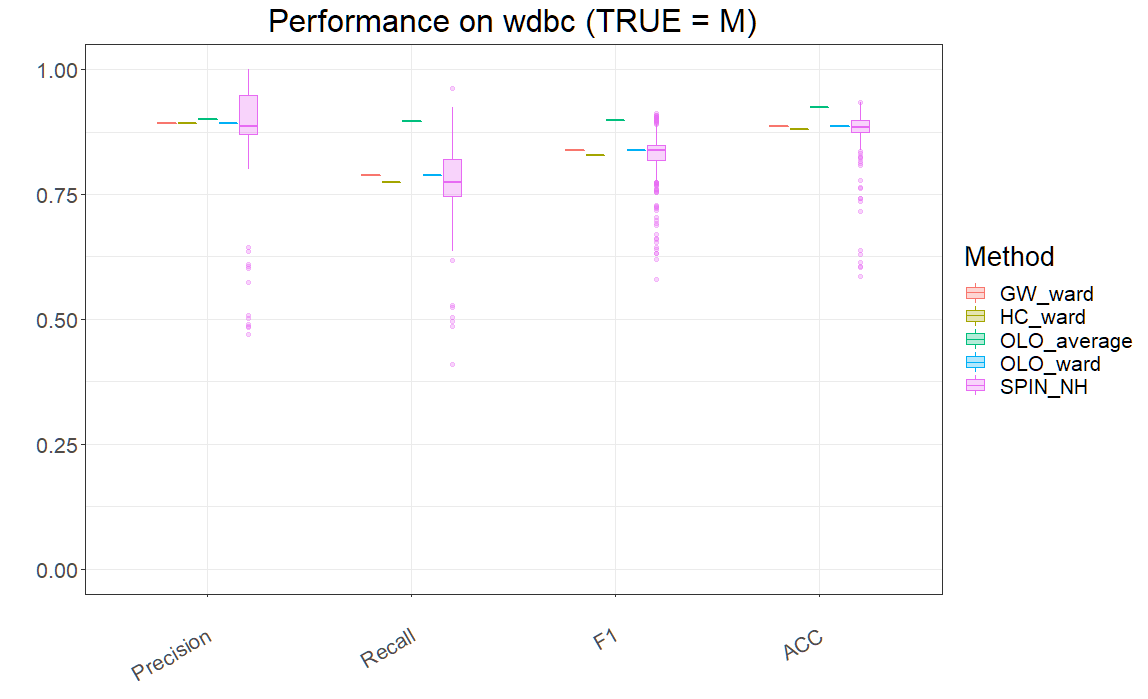 Performance on wdbc (TRUE = M)
1.00
0.75
0.50
0.25
0.00
Precision
Recall
F1
ACC
Method
GW_ward
HC_ward
OLO_average
OLO_ward
SPIN_NH